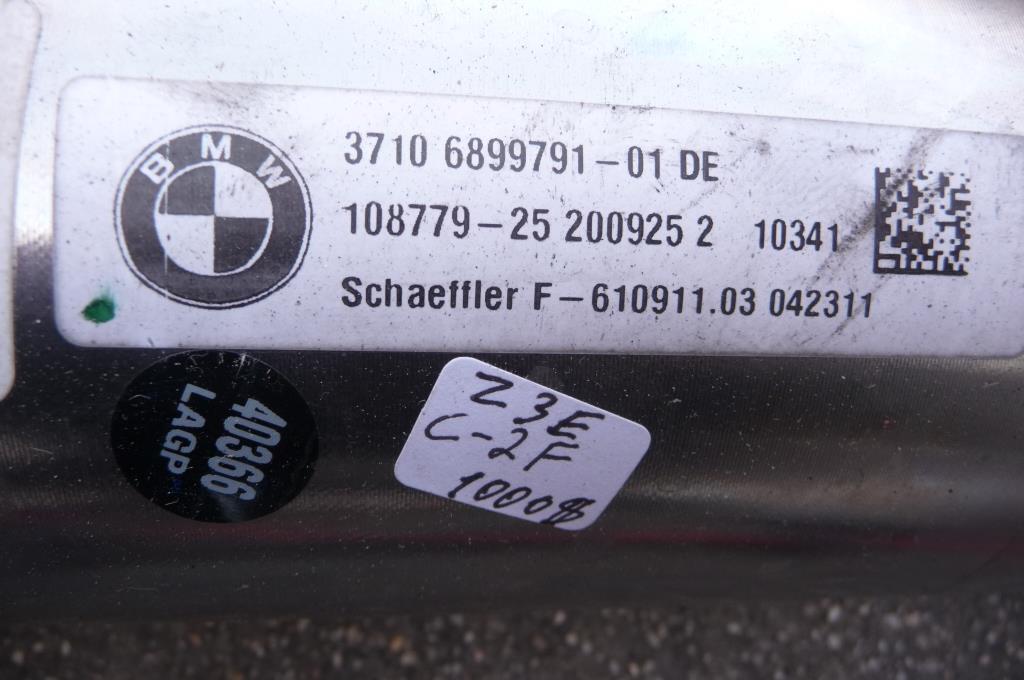 BMW
3710 6899791-01 DE
108779-25 200925 2 10341
Schaeffler F-610911.03 042311
40366
LAGP
Z3E
C-2F
1000$